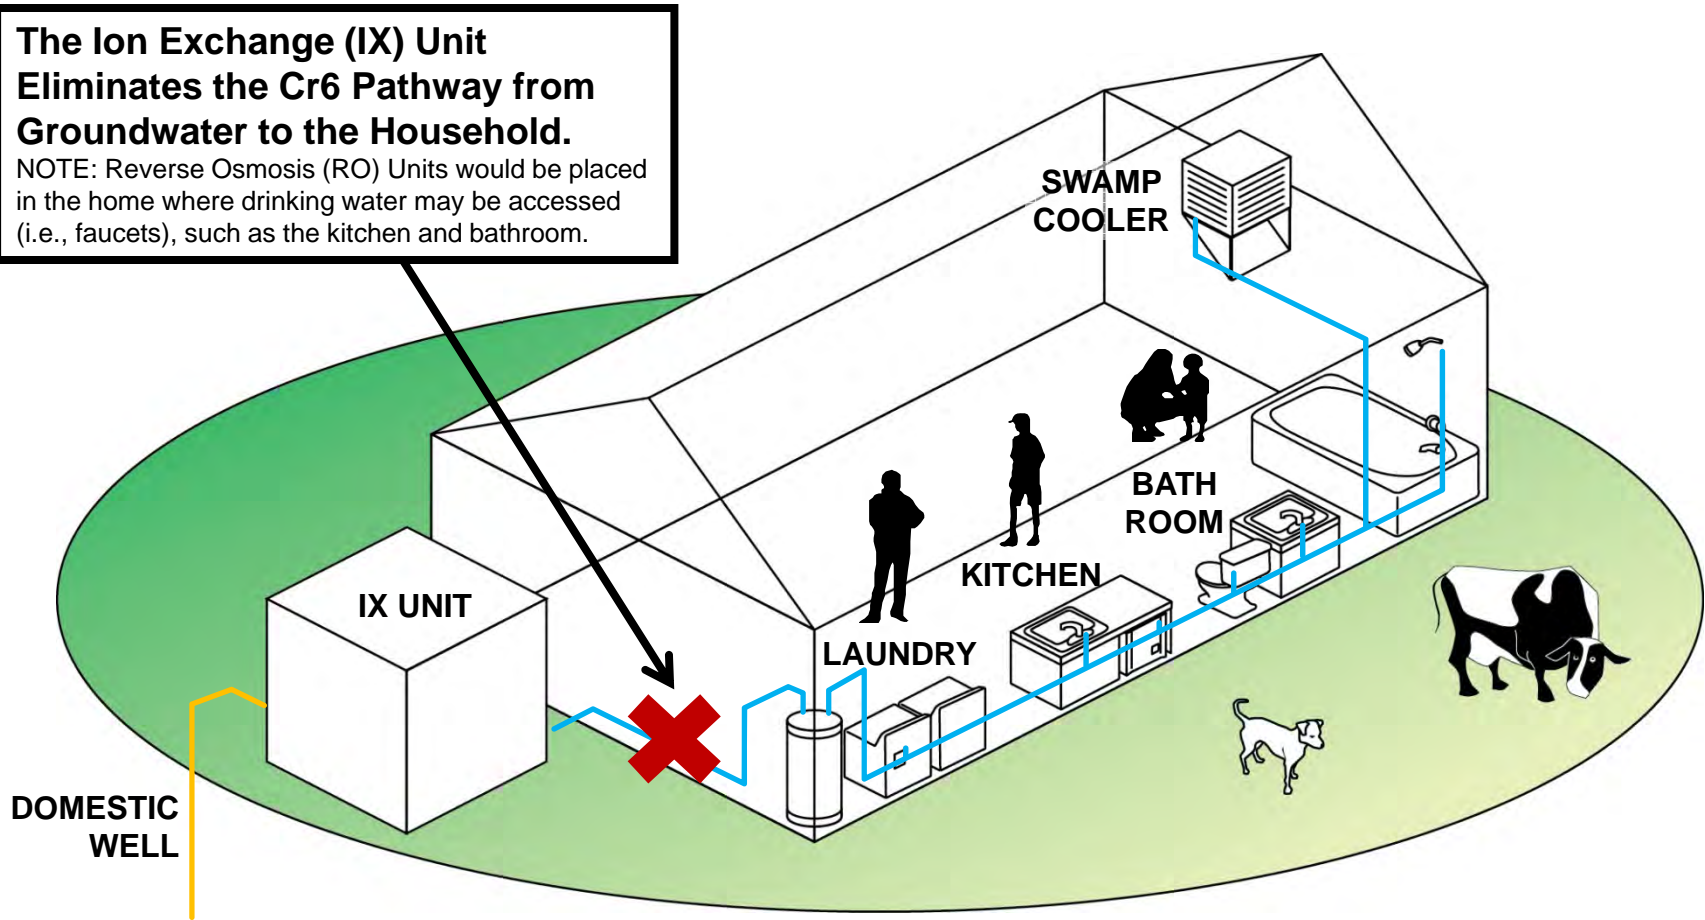 The Ion Exchange (IX) Unit
Eliminates the Cr6 Pathway from
Groundwater to the Household.
NOTE: Reverse Osmosis (RO) Units would be placed
in the home where drinking water may be accessed
(i.e., faucets), such as the kitchen and bathroom.
SWAMP
COOLER
BATH
ROOM
KITCHEN
IX UNIT
LAUNDRY
DOMESTIC
WELL